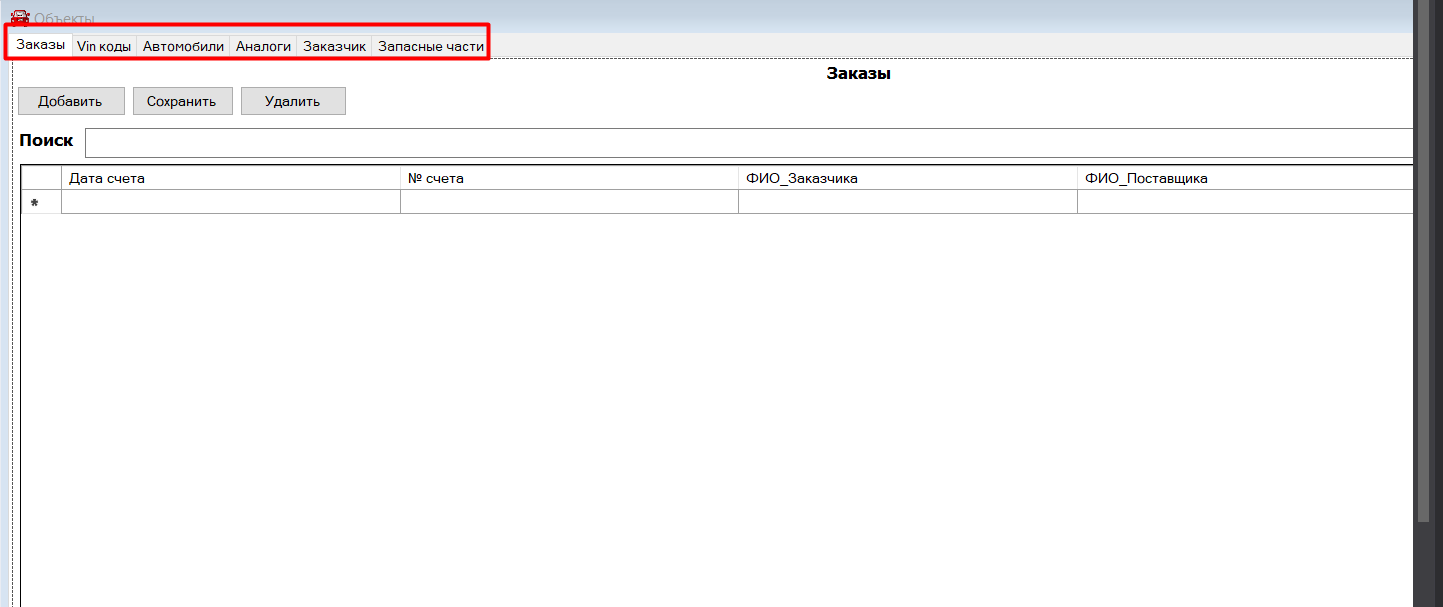 Объекты
Заказы Vin коды Автомобили Аналоги Заказчик Запасные части
Заказы
Добавить Сохранить Удалить
Поиск
Дата счета № счета ФИО_Заказчика ФИО_Поставщика
*